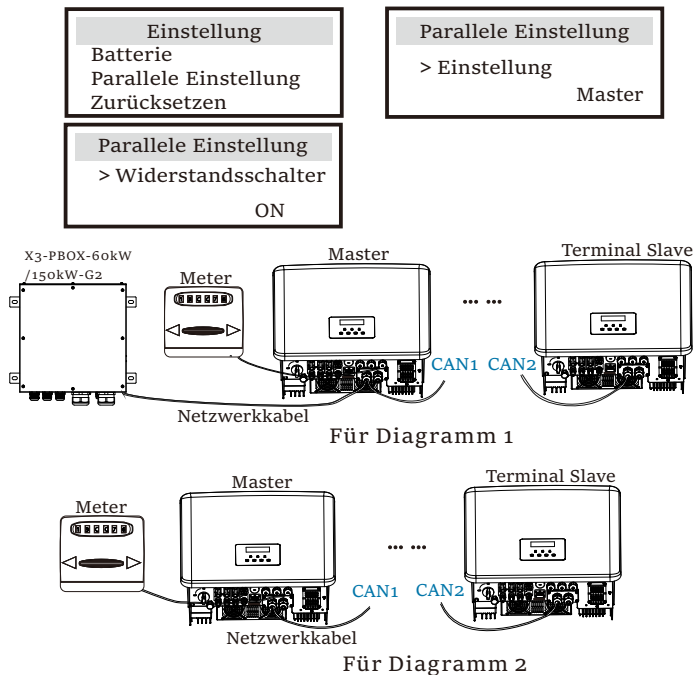 Einstellung
Batterie
Parallele Einstellung
Zurücksetzen
Parallele Einstellung
> Einstellung
Master
Parallele Einstellung
> Widerstandsschalter
ON
X3-PBOX-60kW
/150kW-G2
Meter
Master
Terminal Slave
... ...
CAN1 CAN2
Netzwerkkabel
Für Diagramm 1
Meter
Master
Terminal Slave
... ...
CAN1 CAN2
Netzwerkkabel
Für Diagramm 2